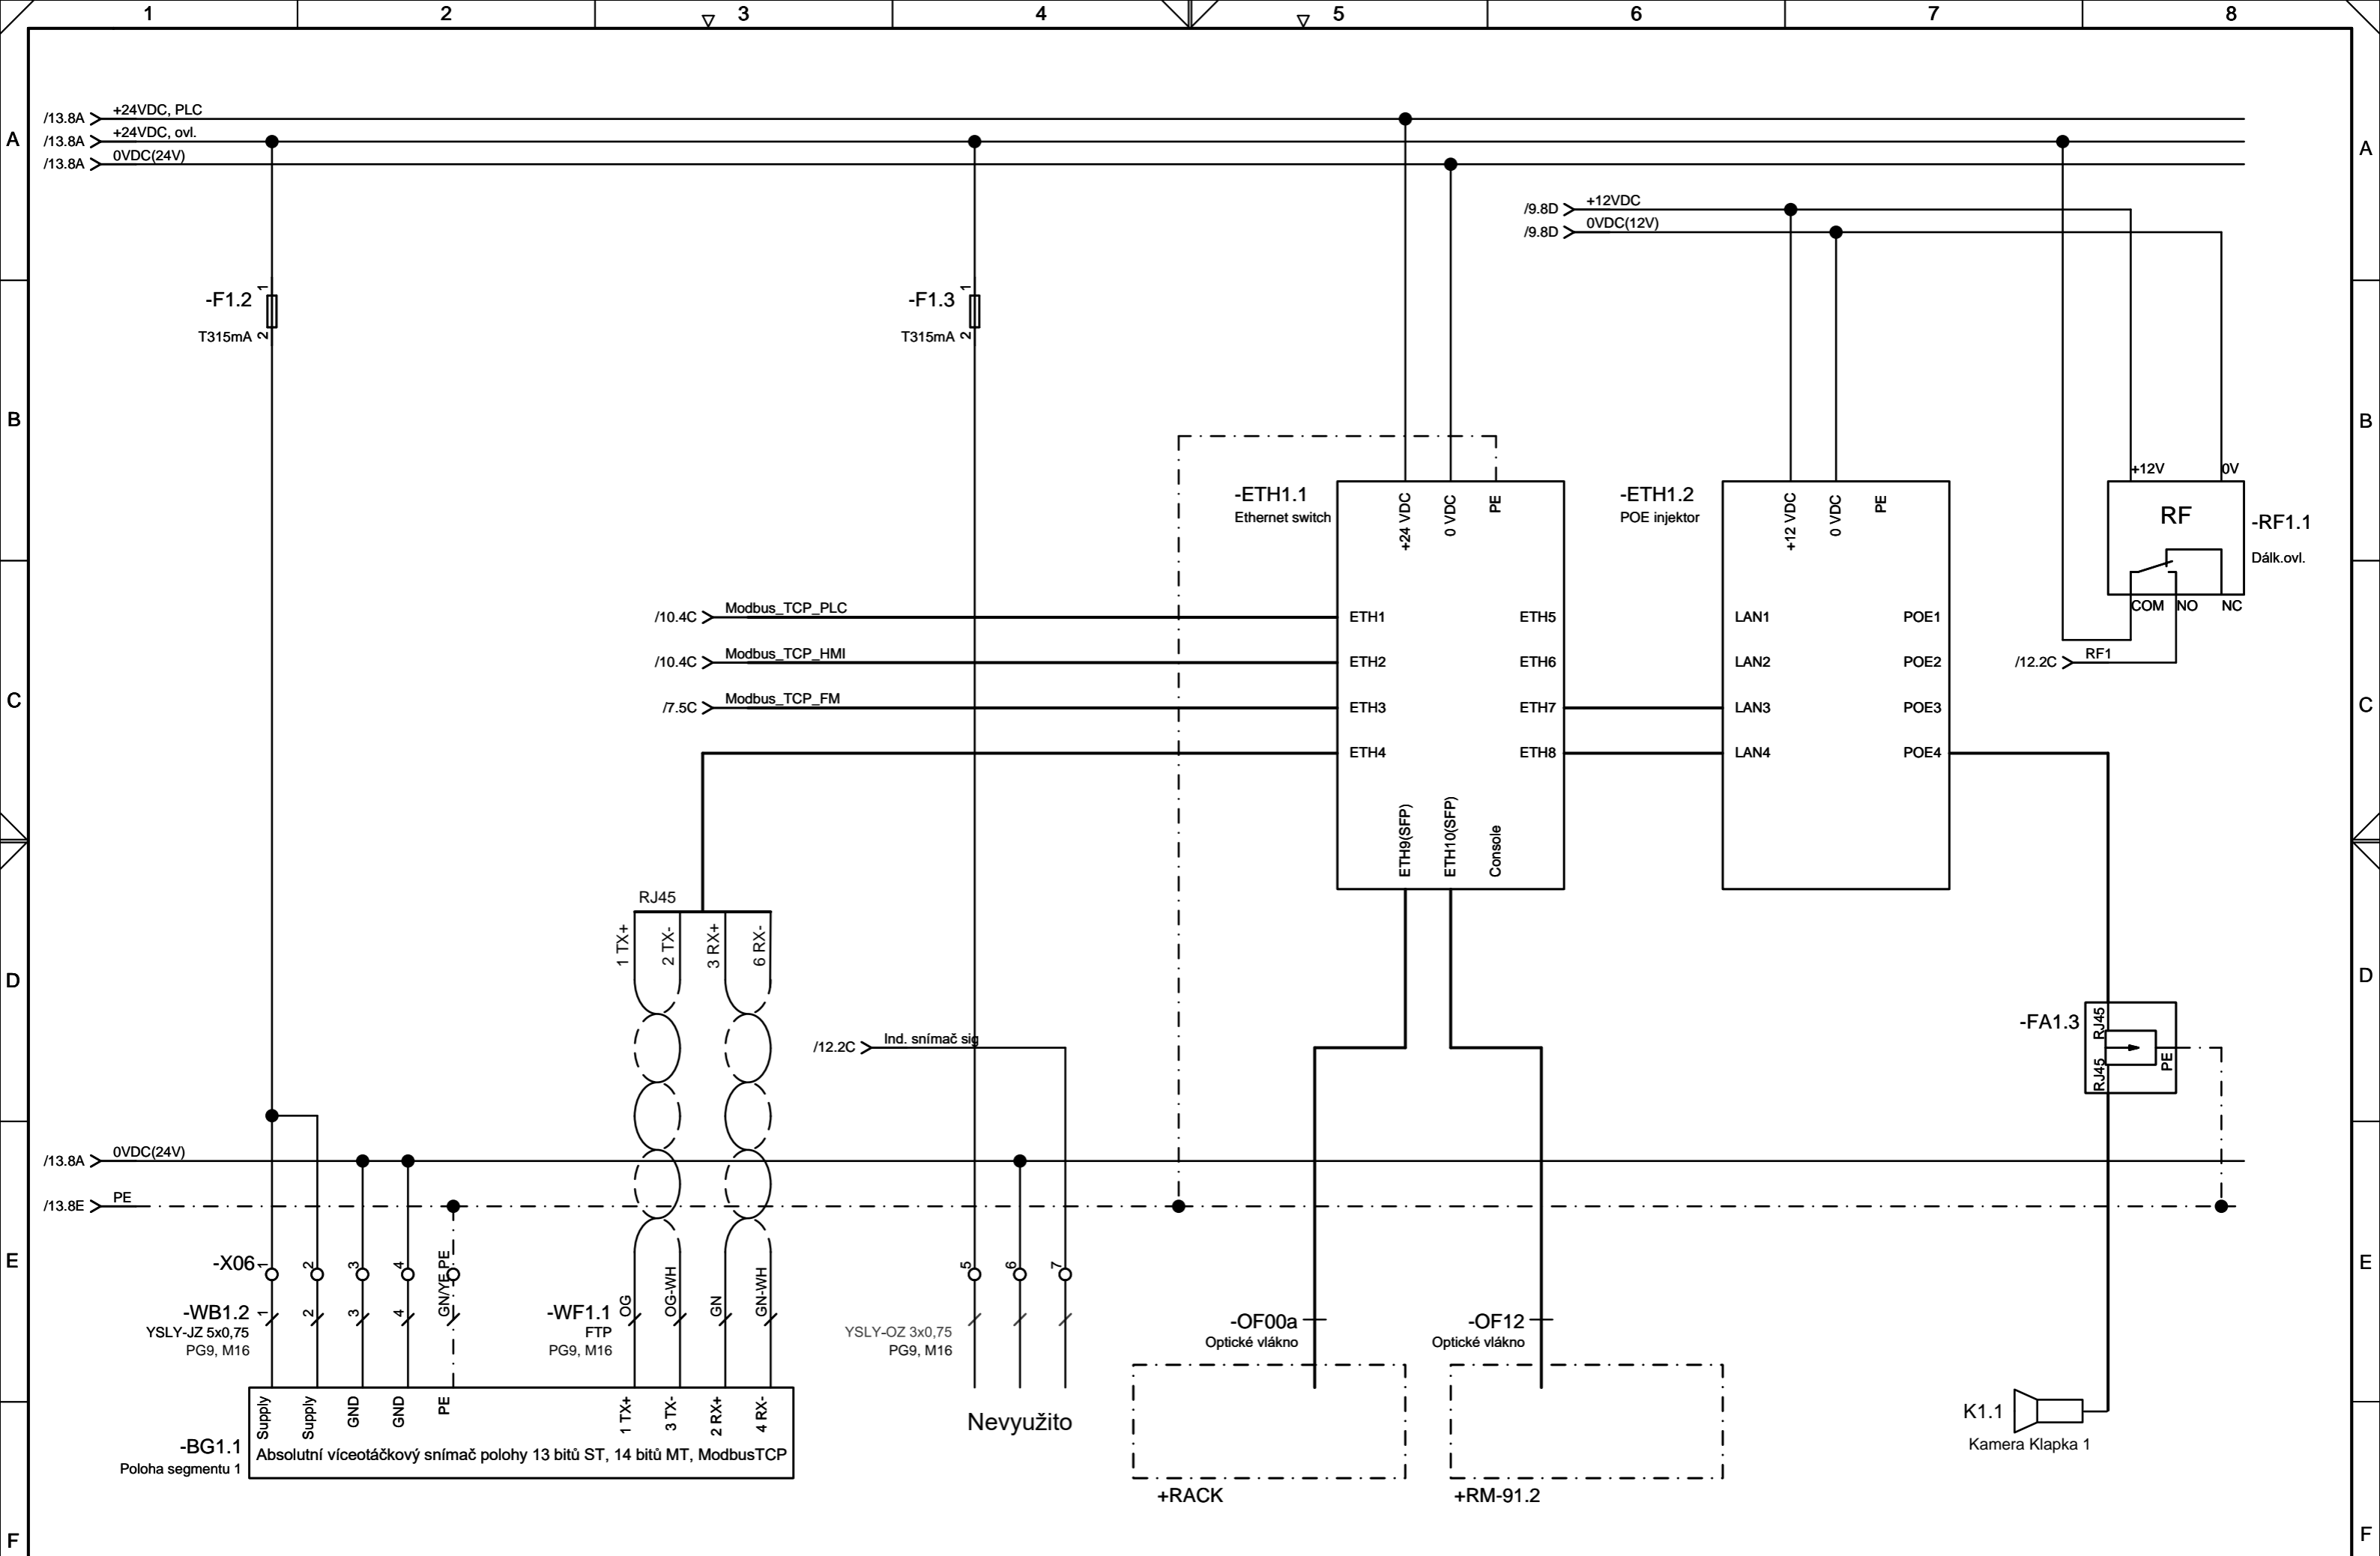 1 2 3 4 5 6 7 8
A A
/13.8A +24VDC, PLC
/13.8A +24VDC, ovl.
/13.8A 0VDC(24V)
/9.8D +12VDC
/9.8D 0VDC(12V)
-F1.2 1
T315mA 2
-F1.3 1
T315mA 2
B B
+12V 0V
-ETH1.1
Ethernet switch
+24 VDC 0 VDC PE
-ETH1.2
POE injektor
+12 VDC 0 VDC PE
RF
-RF1.1
Dálk.ovl.
COM NO NC
/10.4C Modbus_TCP_PLC ETH1 ETH5 LAN1 POE1
/10.4C Modbus_TCP_HMI ETH2 ETH6 LAN2 POE2
/12.2C RF1
C C
/7.5C Modbus_TCP_FM ETH3 ETH7 LAN3 POE3
ETH4 ETH8 LAN4 POE4
ETH9(SFP) ETH10(SFP) Console
RJ45
1 TX+ 2 TX- 3 RX+ 6 RX-
D D
-FA1.3 RJ45 RJ45 PE
/12.2C Ind. snímač sig
/13.8A 0VDC(24V)
/13.8E PE
E E
-X06 1 2 3 4 PE 5 6 7
-WB1.2 1 2 3 4 GN/YE
YSLY-JZ 5x0,75
PG9, M16
-WF1.1 OG OG-WH GN GN-WH
FTP
PG9, M16
YSLY-OZ 3x0,75
PG9, M16
-OF00a
Optické vlákno
-OF12
Optické vlákno
Supply Supply GND GND PE 1 TX+ 3 TX- 2 RX+ 4 RX-
Nevyužito
K1.1
Kamera Klapka 1
-BG1.1
Poloha segmentu 1
Absolutní víceotáčkový snímač polohy 13 bitů ST, 14 bitů MT, ModbusTCP
+RACK
+RM-91.2
F F